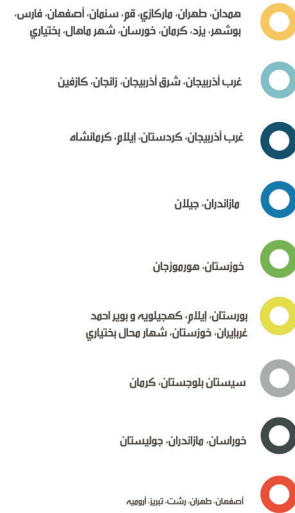 همدان، طهران، ماركازي، قم، سنمان، أصفهان، فارس،
بوشهر، يزد، كرمان، خورسان، شهر ماهال، بختياري
غرب أذربيجان، شرق أذربيجان، زانجان، كازفين
غرب أذربيجان، كردستان، إيلام، كرمانشاه
مازاندران، جيلان
خوزستان، هورموزجان
بورستان، إيلام، كهجيلويه و بوير احمد
غربايران، خوزستان، شهار محال بختياري
سيستان بلوجستان، كرمان
خوراسان، مازاندران، جوليستان
أصفهان، طهران، رشت، تبريز، أروميه